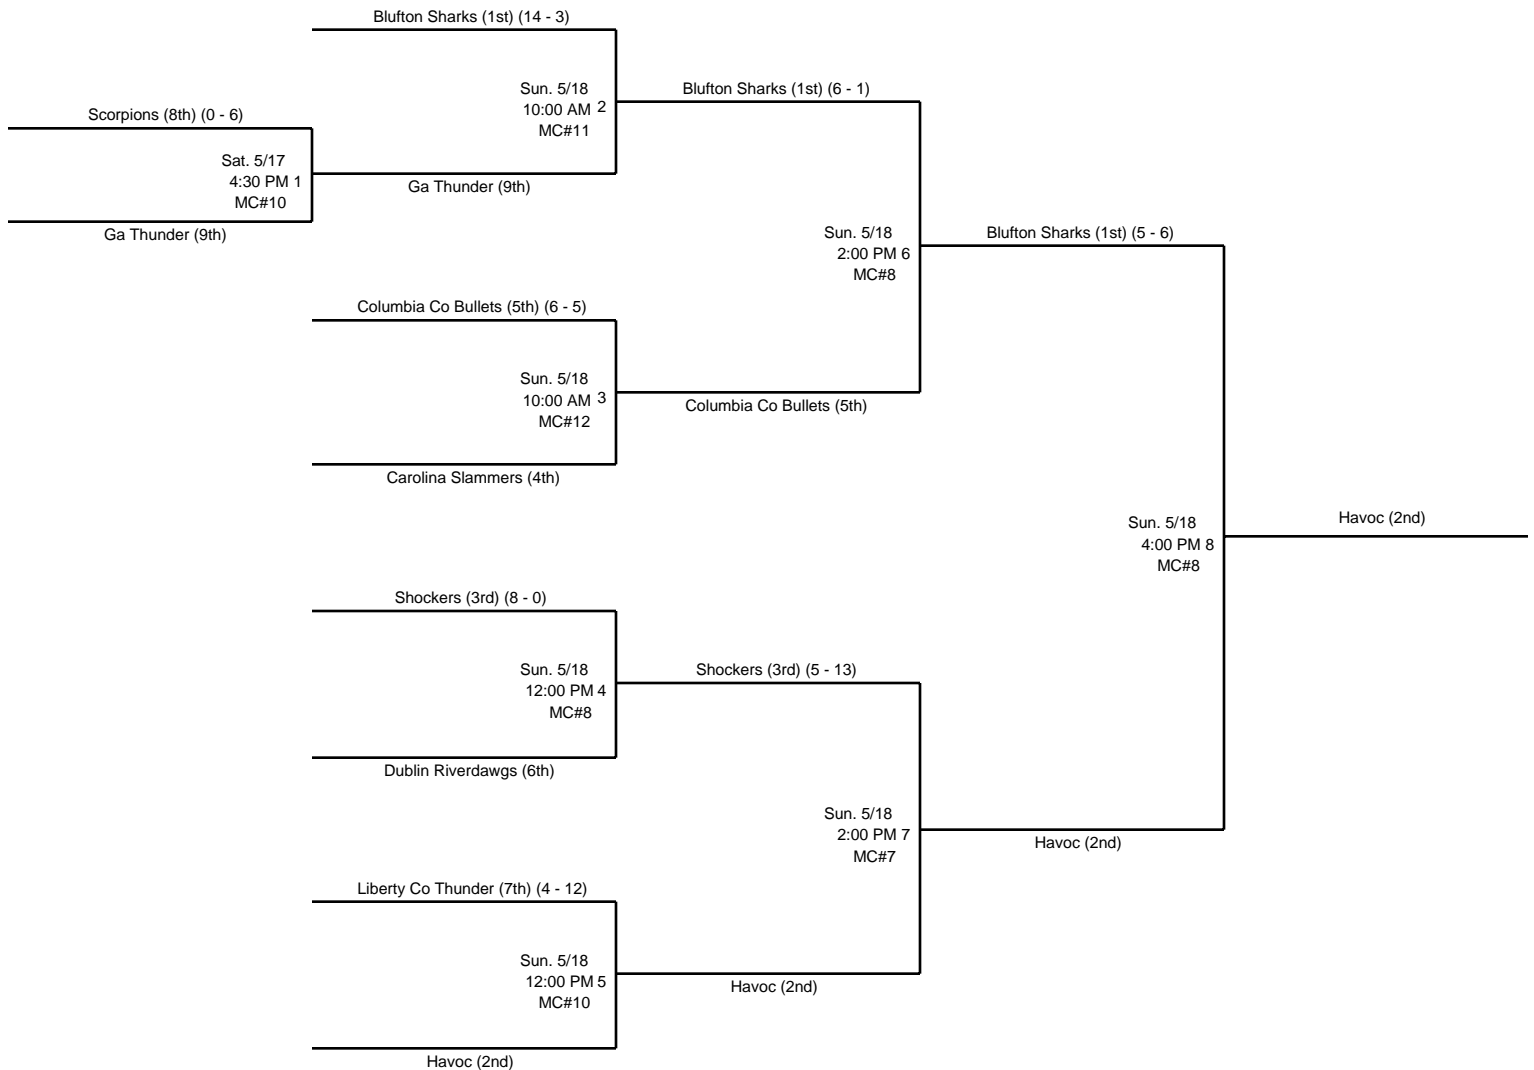 Blufton Sharks (1st) (14 - 3)
Sun. 5/18
10:00 AM 2
MC#11
Blufton Sharks (1st) (6 - 1)
Scorpions (8th) (0 - 6)
Sat. 5/17
4:30 PM 1
MC#10
Ga Thunder (9th)
Ga Thunder (9th)
Sun. 5/18
2:00 PM 6
MC#8
Blufton Sharks (1st) (5 - 6)
Columbia Co Bullets (5th) (6 - 5)
Sun. 5/18
10:00 AM 3
MC#12
Columbia Co Bullets (5th)
Carolina Slammers (4th)
Sun. 5/18
4:00 PM 8
MC#8
Havoc (2nd)
Shockers (3rd) (8 - 0)
Sun. 5/18
12:00 PM 4
MC#8
Shockers (3rd) (5 - 13)
Dublin Riverdawgs (6th)
Sun. 5/18
2:00 PM 7
MC#7
Havoc (2nd)
Liberty Co Thunder (7th) (4 - 12)
Sun. 5/18
12:00 PM 5
MC#10
Havoc (2nd)
Havoc (2nd)